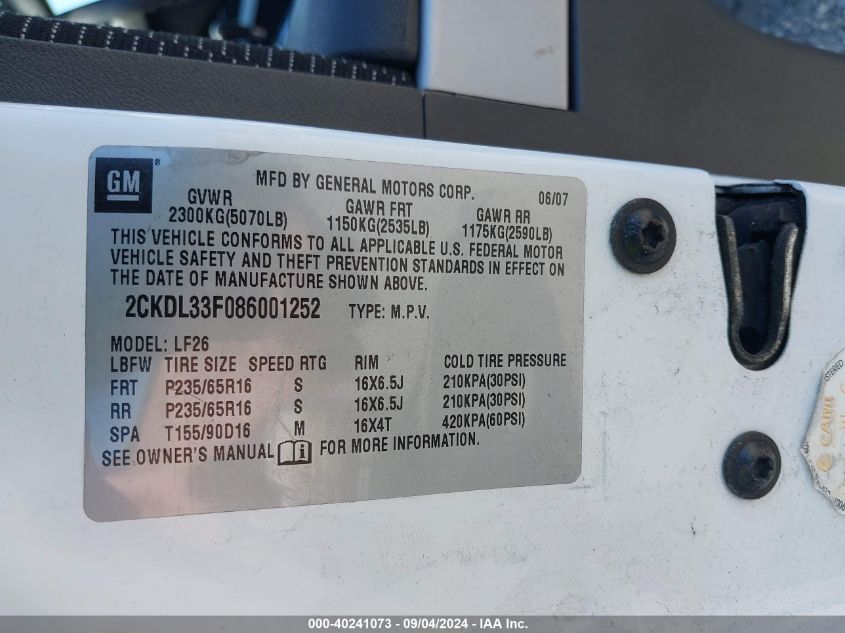 GM
MFD BY GENERAL MOTORS CORP. 06/07
GVWR GAWR FRT GAWR RR
2300KG(5070LB) 1150KG(2535LB) 1175KG(2590LB)
THIS VEHICLE CONFORMS TO ALL APPLICABLE U.S. FEDERAL MOTOR
VEHICLE SAFETY AND THEFT PREVENTION STANDARDS IN EFFECT ON
THE DATE OF MANUFACTURE SHOWN ABOVE.
2CKDL33F086001252 TYPE: M.P.V.
MODEL: LF26
LBFW TIRE SIZE SPEED RTG RIM COLD TIRE PRESSURE
FRT P235/65R16 S 16X6.5J 210KPA(30PSI)
RR P235/65R16 S 16X6.5J 210KPA(30PSI)
SPA T155/90D16 M 16X4T 420KPA(60PSI)
SEE OWNER'S MANUAL i FOR MORE INFORMATION.
CAMI
000-40241073 - 09/04/2024 - IAA Inc.